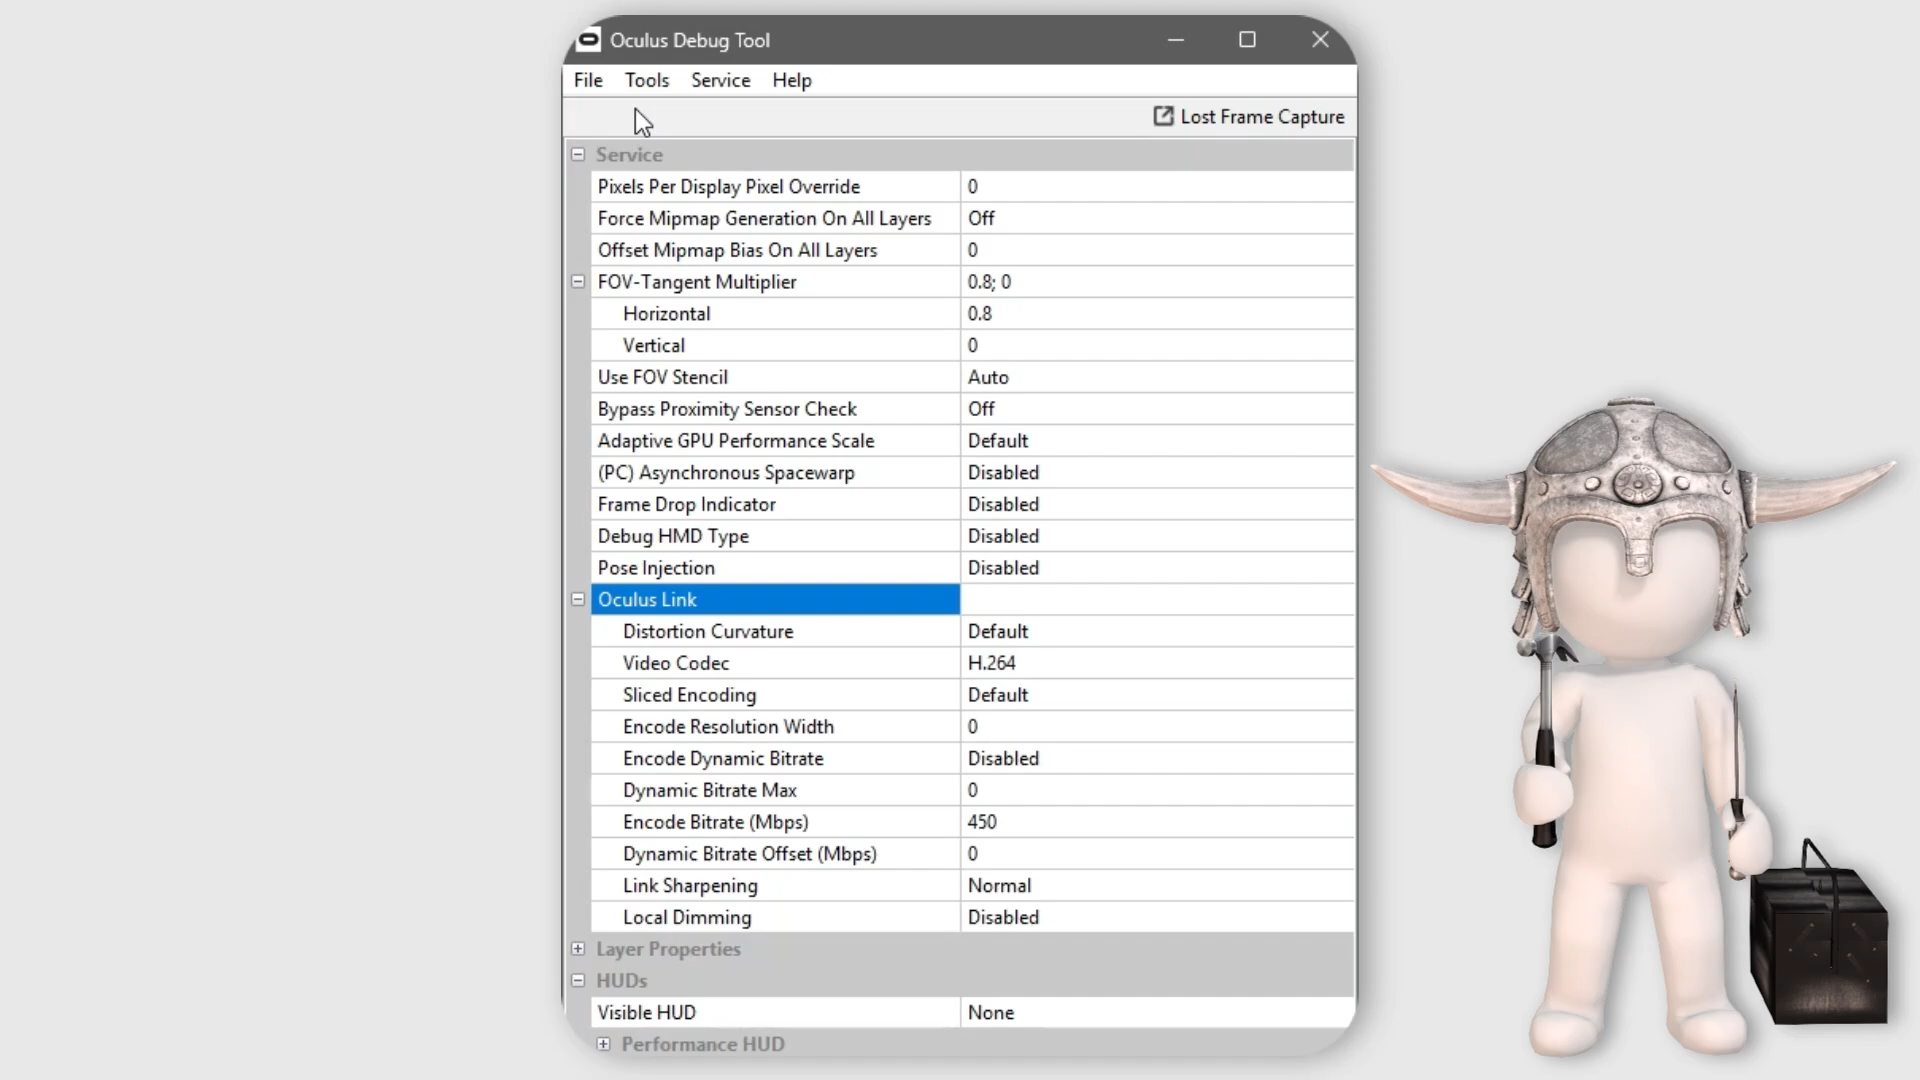 Oculus Debug Tool
File Tools Service Help
Lost Frame Capture
Service
Pixels Per Display Pixel Override 0
Force Mipmap Generation On All Layers Off
Offset Mipmap Bias On All Layers 0
FOV-Tangent Multiplier 0.8; 0
Horizontal 0.8
Vertical 0
Use FOV Stencil Auto
Bypass Proximity Sensor Check Off
Adaptive GPU Performance Scale Default
(PC) Asynchronous Spacewarp Disabled
Frame Drop Indicator Disabled
Debug HMD Type Disabled
Pose Injection Disabled
Oculus Link
Distortion Curvature Default
Video Codec H.264
Sliced Encoding Default
Encode Resolution Width 0
Encode Dynamic Bitrate Disabled
Dynamic Bitrate Max 0
Encode Bitrate (Mbps) 450
Dynamic Bitrate Offset (Mbps) 0
Link Sharpening Normal
Local Dimming Disabled
Layer Properties
HUDs
Visible HUD None
Performance HUD